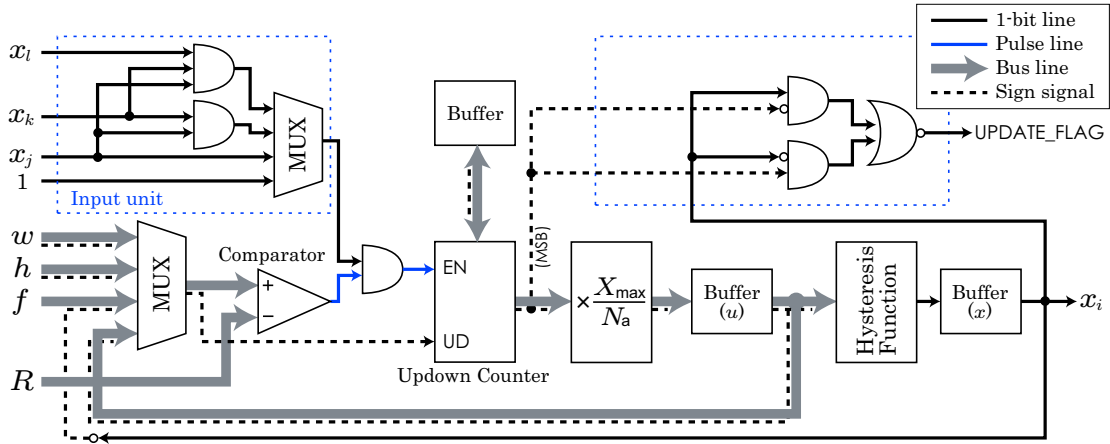 1-bit line
Pulse line
Bus line
Sign signal
x_l
x_k
x_j
1
MUX
Input unit
Buffer
UPDATE_FLAG
(MSB)
w
h
f
R
MUX
Comparator
+
−
EN
UD
Updown Counter
× X_max / N_a
Buffer
(u)
Hysteresis
Function
Buffer
(x)
x_i